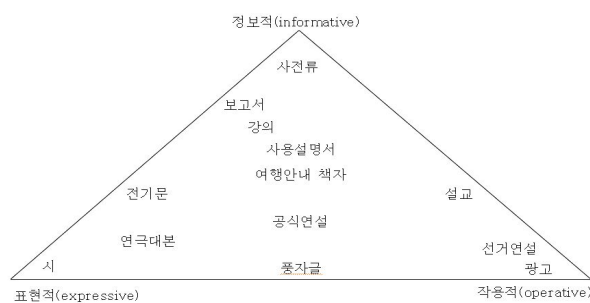 정보적(informative)
사전류
보고서
강의
사용설명서
여행안내 책자
전기문
설교
공식연설
연극대본
선거연설
시
풍자글
광고
표현적(expressive)
작용적(operative)